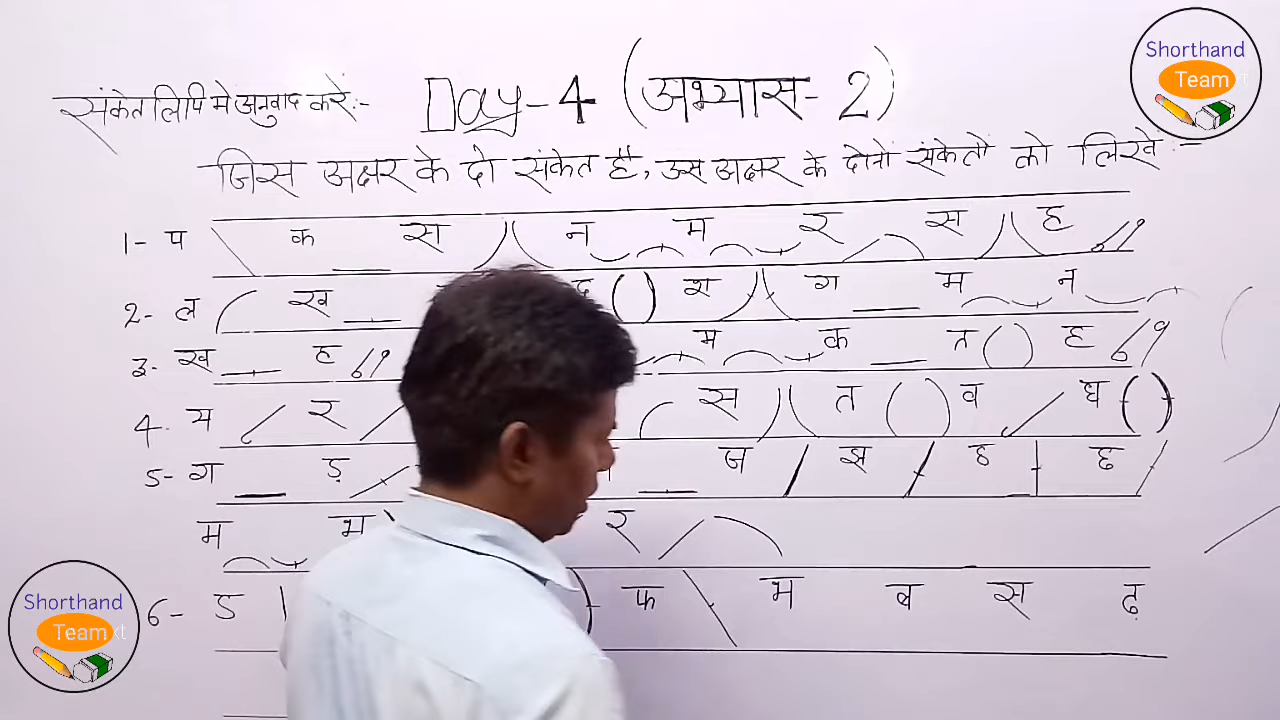 Shorthand
Team
संकेत लिपि मे अनुवाद करें:-
Day-4 (अभ्यास-2)
जिस अक्षर के दो संकेत है, उस अक्षर के दोनों संकेतो को लिखें:-
1- प क स न म र स ह
2- ल ख द श ग म न
3- ख ह म क त ह
4- य र स त व ध
5- ग ड़ ज झ ठ छ
म भ र
6- ड फ म ब स ढ़
Shorthand
Team